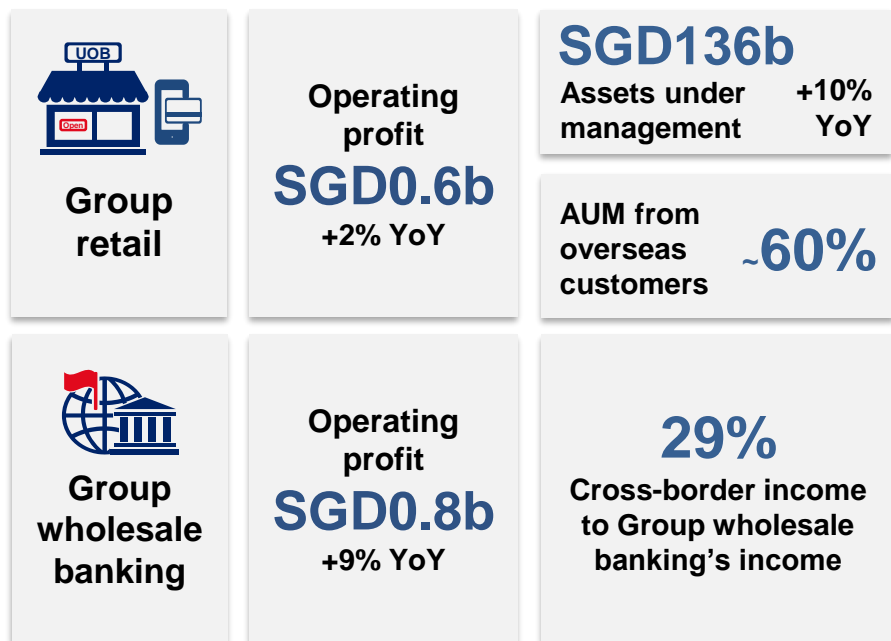 UOB
Open
Group
retail
Operating
profit
SGD0.6b
+2% YoY
SGD136b
Assets under
management
+10%
YoY
AUM from
overseas
customers
~60%
Group
wholesale
banking
Operating
profit
SGD0.8b
+9% YoY
29%
Cross-border income
to Group wholesale
banking’s income